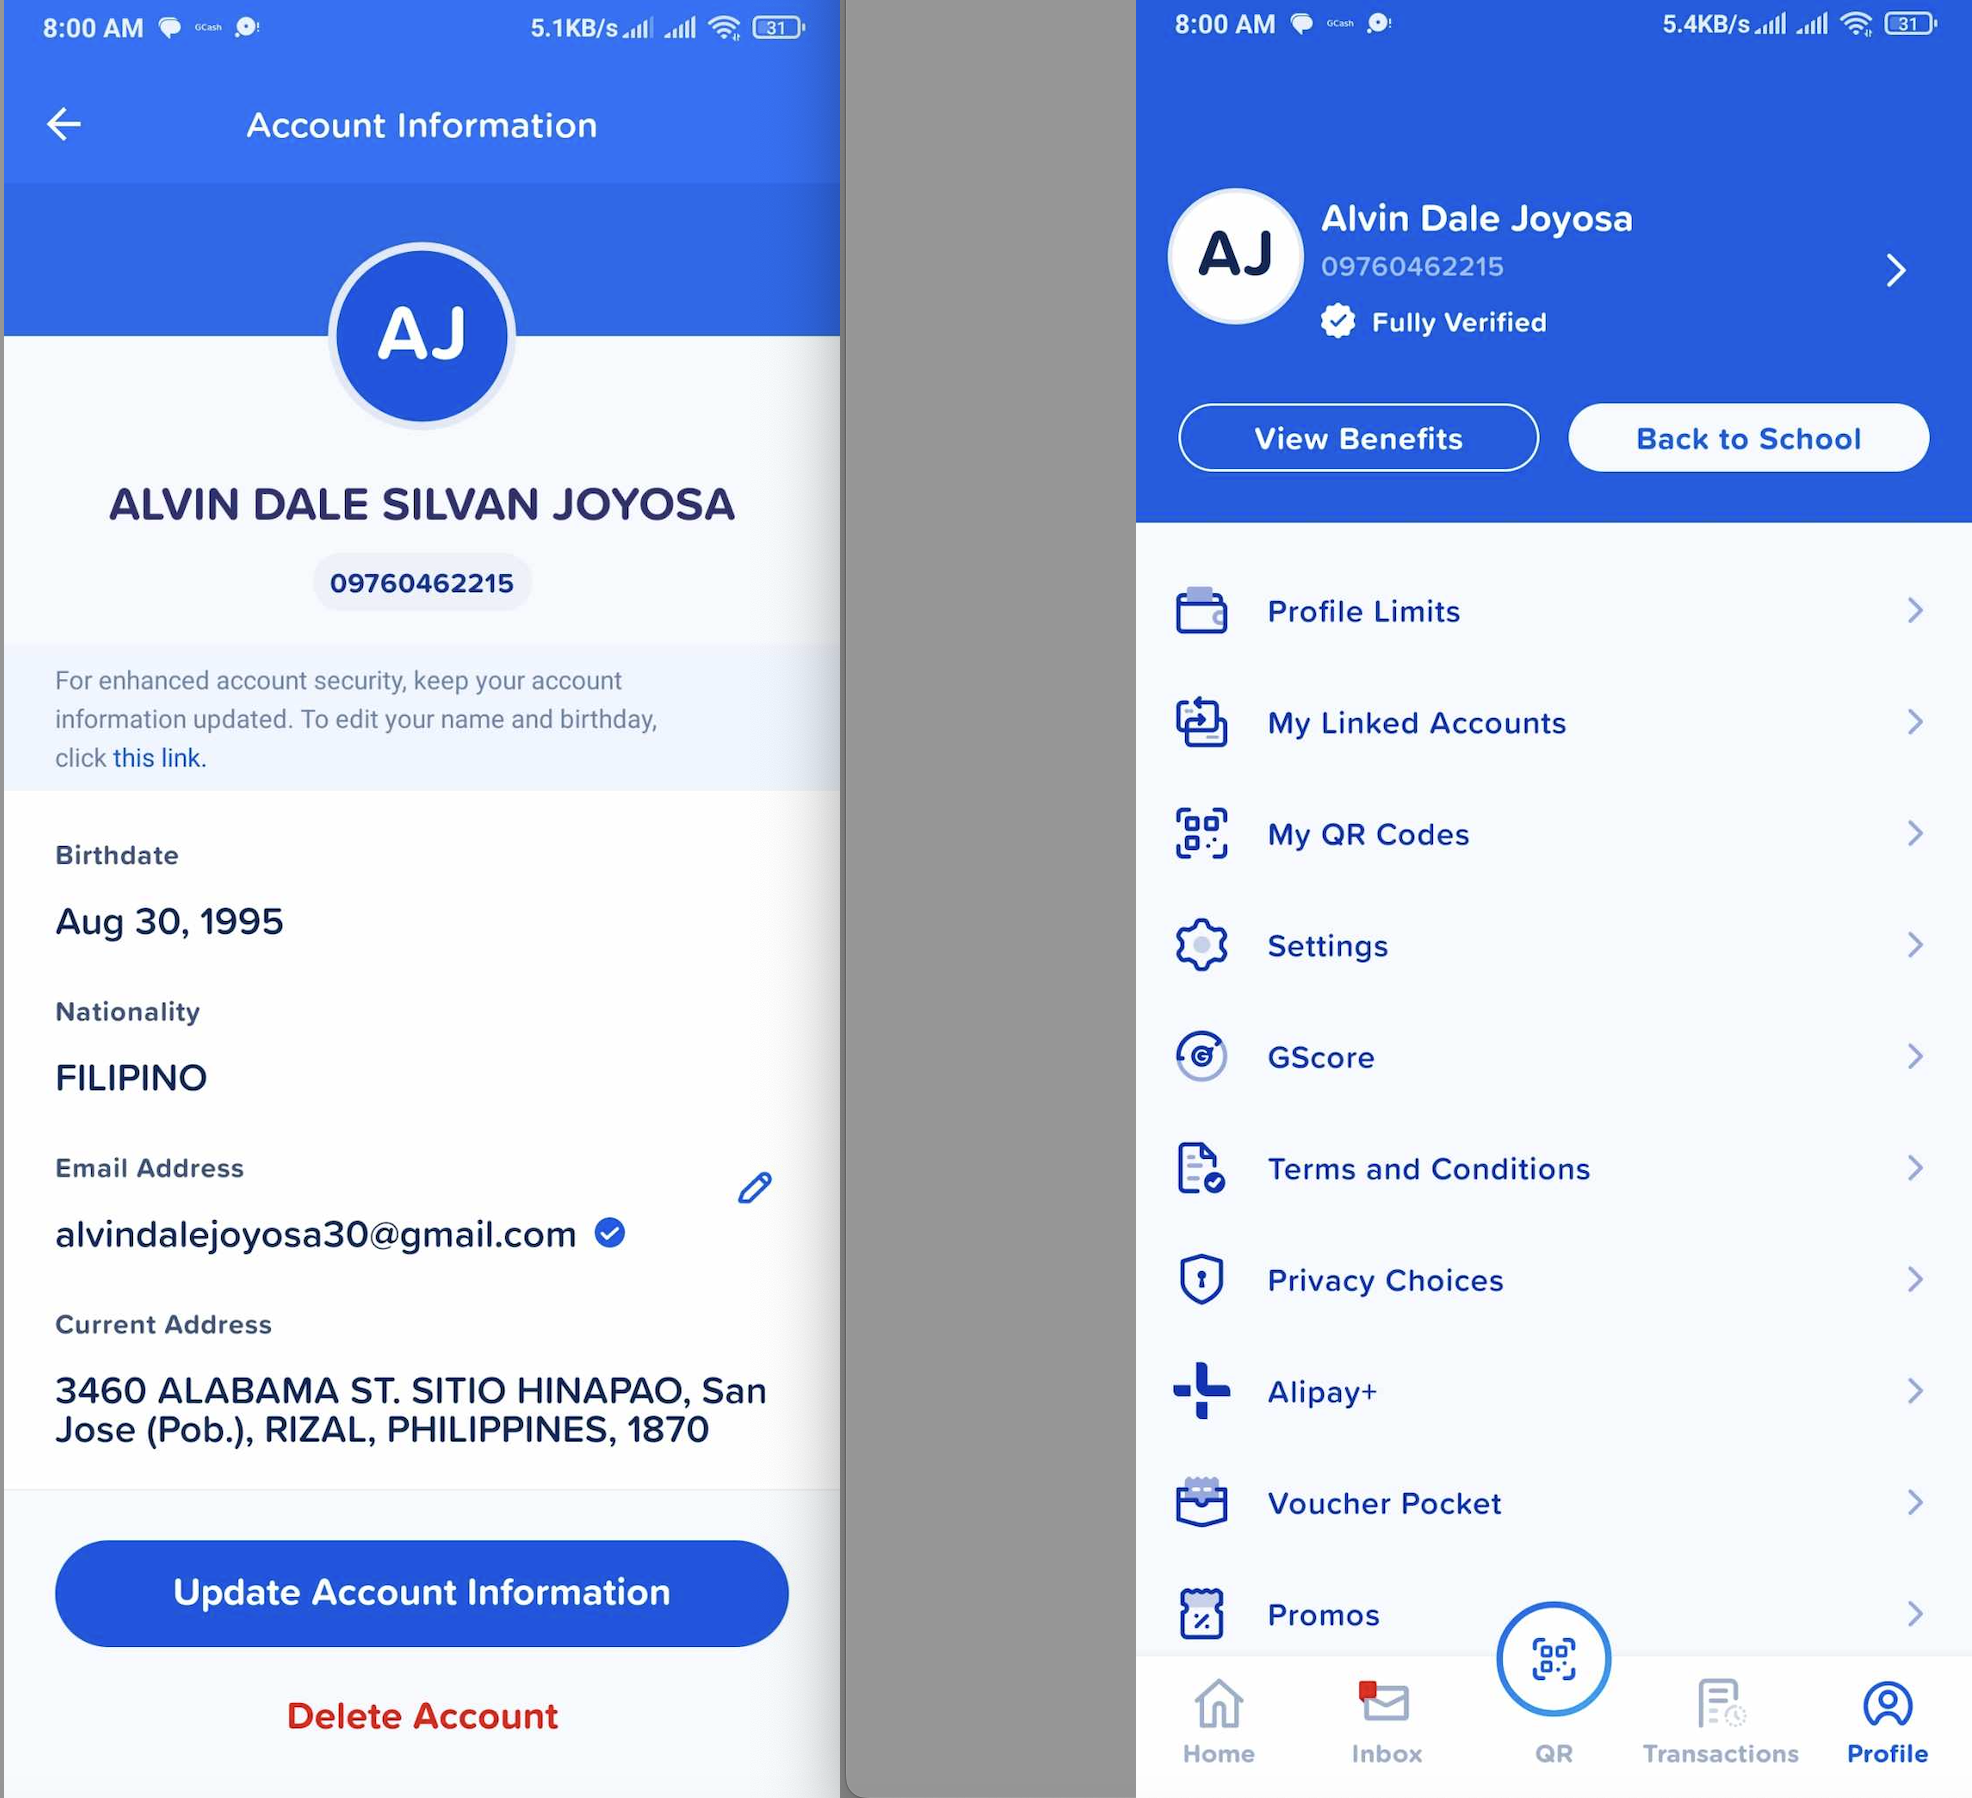 8:00 AM GCash 5.1KB/s 31
Account Information
AJ
ALVIN DALE SILVAN JOYOSA
09760462215
For enhanced account security, keep your account
information updated. To edit your name and birthday,
click this link.
Birthdate
Aug 30, 1995
Nationality
FILIPINO
Email Address
alvindalejoyosa30@gmail.com
Current Address
3460 ALABAMA ST. SITIO HINAPAO, San
Jose (Pob.), RIZAL, PHILIPPINES, 1870
Update Account Information
Delete Account
8:00 AM GCash 5.4KB/s 31
AJ
Alvin Dale Joyosa
09760462215
Fully Verified
View Benefits Back to School
Profile Limits
My Linked Accounts
My QR Codes
Settings
GScore
Terms and Conditions
Privacy Choices
Alipay+
Voucher Pocket
Promos
Home Inbox QR Transactions Profile